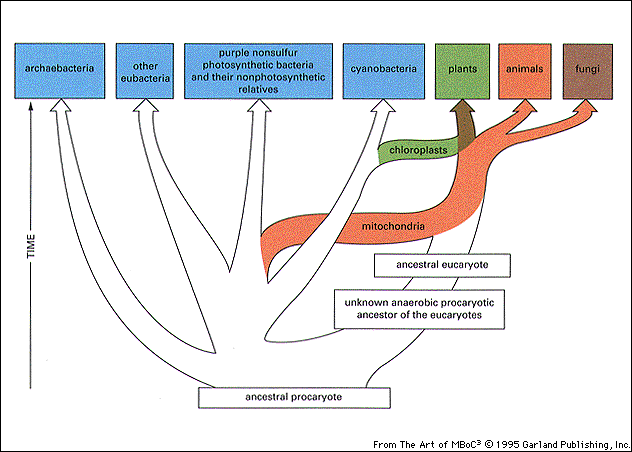 archaebacteria
other
eubacteria
purple nonsulfur
photosynthetic bacteria
and their nonphotosynthetic
relatives
cyanobacteria
plants
animals
fungi
chloroplasts
mitochondria
TIME
ancestral eucaryote
unknown anaerobic procaryotic
ancestor of the eucaryotes
ancestral procaryote
From The Art of MBoC³ © 1995 Garland Publishing, Inc.